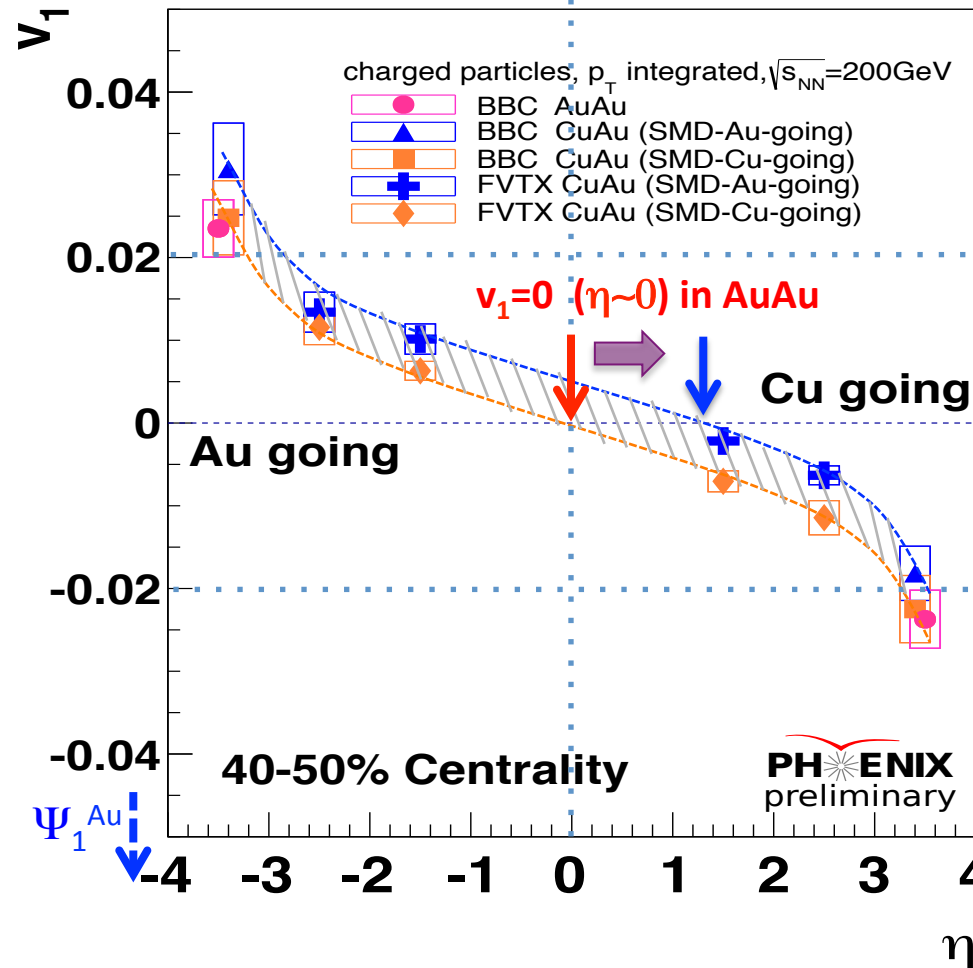 v₁
charged particles, p_T integrated,√s_NN=200GeV
BBC AuAu
BBC CuAu (SMD-Au-going)
BBC CuAu (SMD-Cu-going)
FVTX CuAu (SMD-Au-going)
FVTX CuAu (SMD-Cu-going)
0.04
0.02
0
-0.02
-0.04
v₁=0 (η~0) in AuAu
Cu going
Au going
40-50% Centrality
PHENIX
preliminary
Ψ₁ᴬᵘ
-4 -3 -2 -1 0 1 2 3 4
η